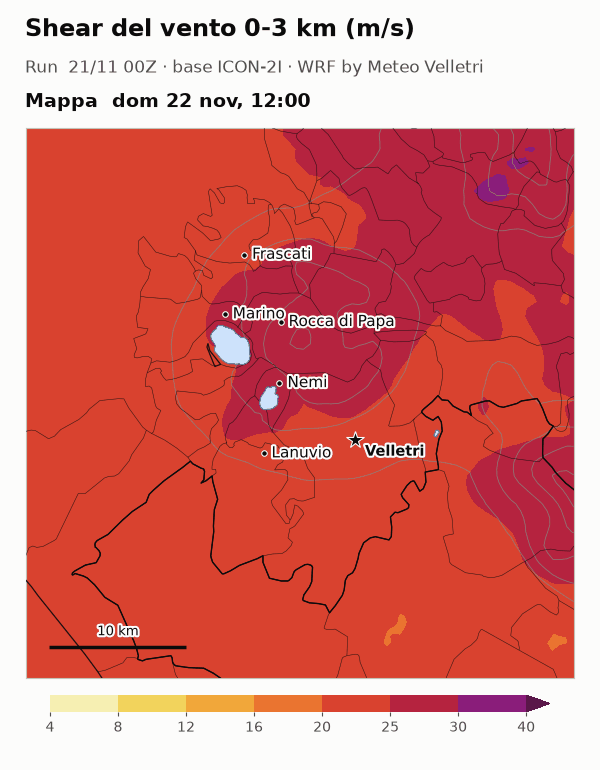 Shear del vento 0-3 km (m/s)
Run  21/11 00Z · base ICON-2I · WRF by Meteo Velletri
Mappa  dom 22 nov, 12:00
Frascati
Marino
Rocca di Papa
Nemi
Lanuvio
Velletri
10 km
4 8 12 16 20 25 30 40